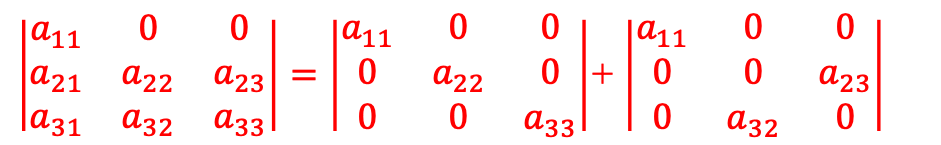 |a₁₁ 0 0| |a₁₁ 0 0| |a₁₁ 0 0|
|a₂₁ a₂₂ a₂₃| = |0 a₂₂ 0| + |0 0 a₂₃|
|a₃₁ a₃₂ a₃₃| |0 0 a₃₃| |0 a₃₂ 0|